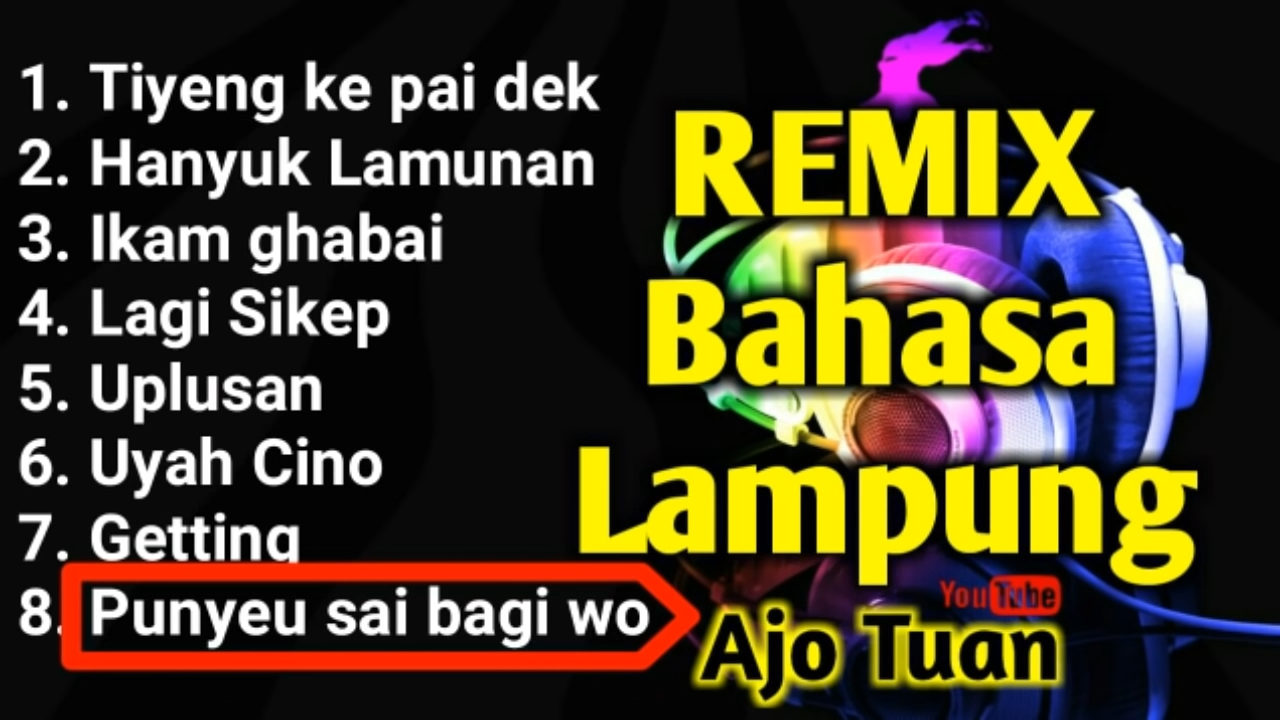 1. Tiyeng ke pai dek
2. Hanyuk Lamunan
3. Ikam ghabai
4. Lagi Sikep
5. Uplusan
6. Uyah Cino
7. Getting
8. Punyeu sai bagi wo
REMIX
Bahasa
Lampung
YouTube
Ajo Tuan